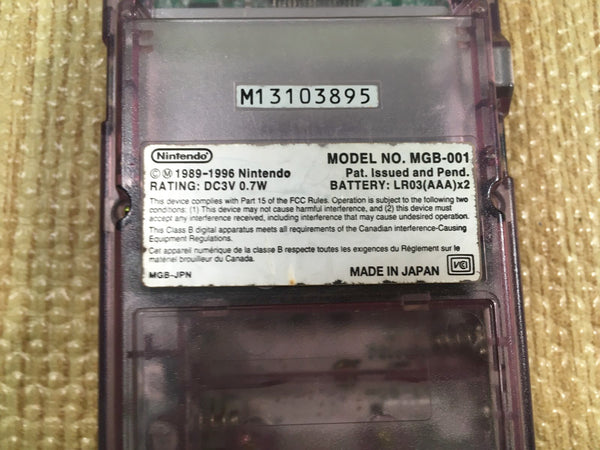 M13103895
Nintendo
©Ⓜ 1989-1996 Nintendo
RATING: DC3V 0.7W
MODEL NO. MGB-001
Pat. Issued and Pend.
BATTERY: LR03(AAA)x2
This device complies with Part 15 of the FCC Rules. Operation is subject to the following two
conditions: (1) This device may not cause harmful interference, and (2) this device must
accept any interference received, including interference that may cause undesired operation.
This Class B digital apparatus meets all requirements of the Canadian interference-Causing
Equipment Regulations.
Cet appareil numérique de la classe B respecte toutes les exigences du Règlement sur le
matériel brouilleur du Canada.
MGB-JPN
MADE IN JAPAN
VCI